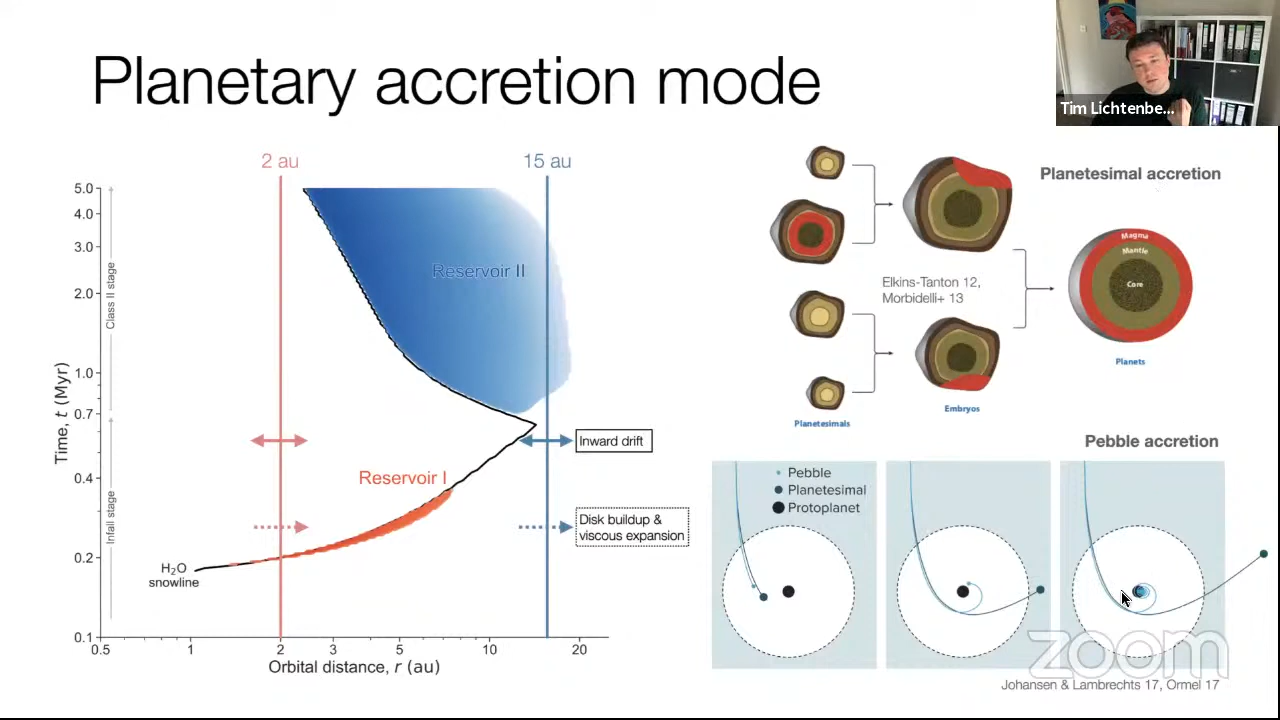 Planetary accretion mode
Tim Lichtenbe...
2 au
15 au
Time, t (Myr)
5.0
4.0
3.0
2.0
1.0
0.7
0.4
0.2
0.1
Class II stage
Infall stage
Reservoir II
Reservoir I
H₂O
snowline
Inward drift
Disk buildup &
viscous expansion
0.5
1
2
3
5
10
20
Orbital distance, r (au)
Planetesimal accretion
Elkins-Tanton 12,
Morbidelli+ 13
Magma
Mantle
Core
Planetesimals
Embryos
Planets
Pebble accretion
Pebble
Planetesimal
Protoplanet
zoom
Johansen & Lambrechts 17, Ormel 17